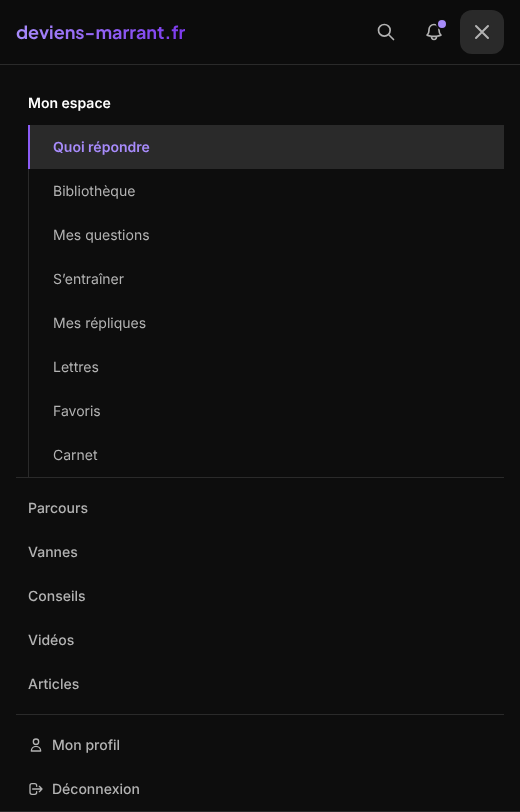 deviens-marrant.fr
Mon espace
Quoi répondre
Bibliothèque
Mes questions
S’entraîner
Mes répliques
Lettres
Favoris
Carnet
Parcours
Vannes
Conseils
Vidéos
Articles
Mon profil
Déconnexion